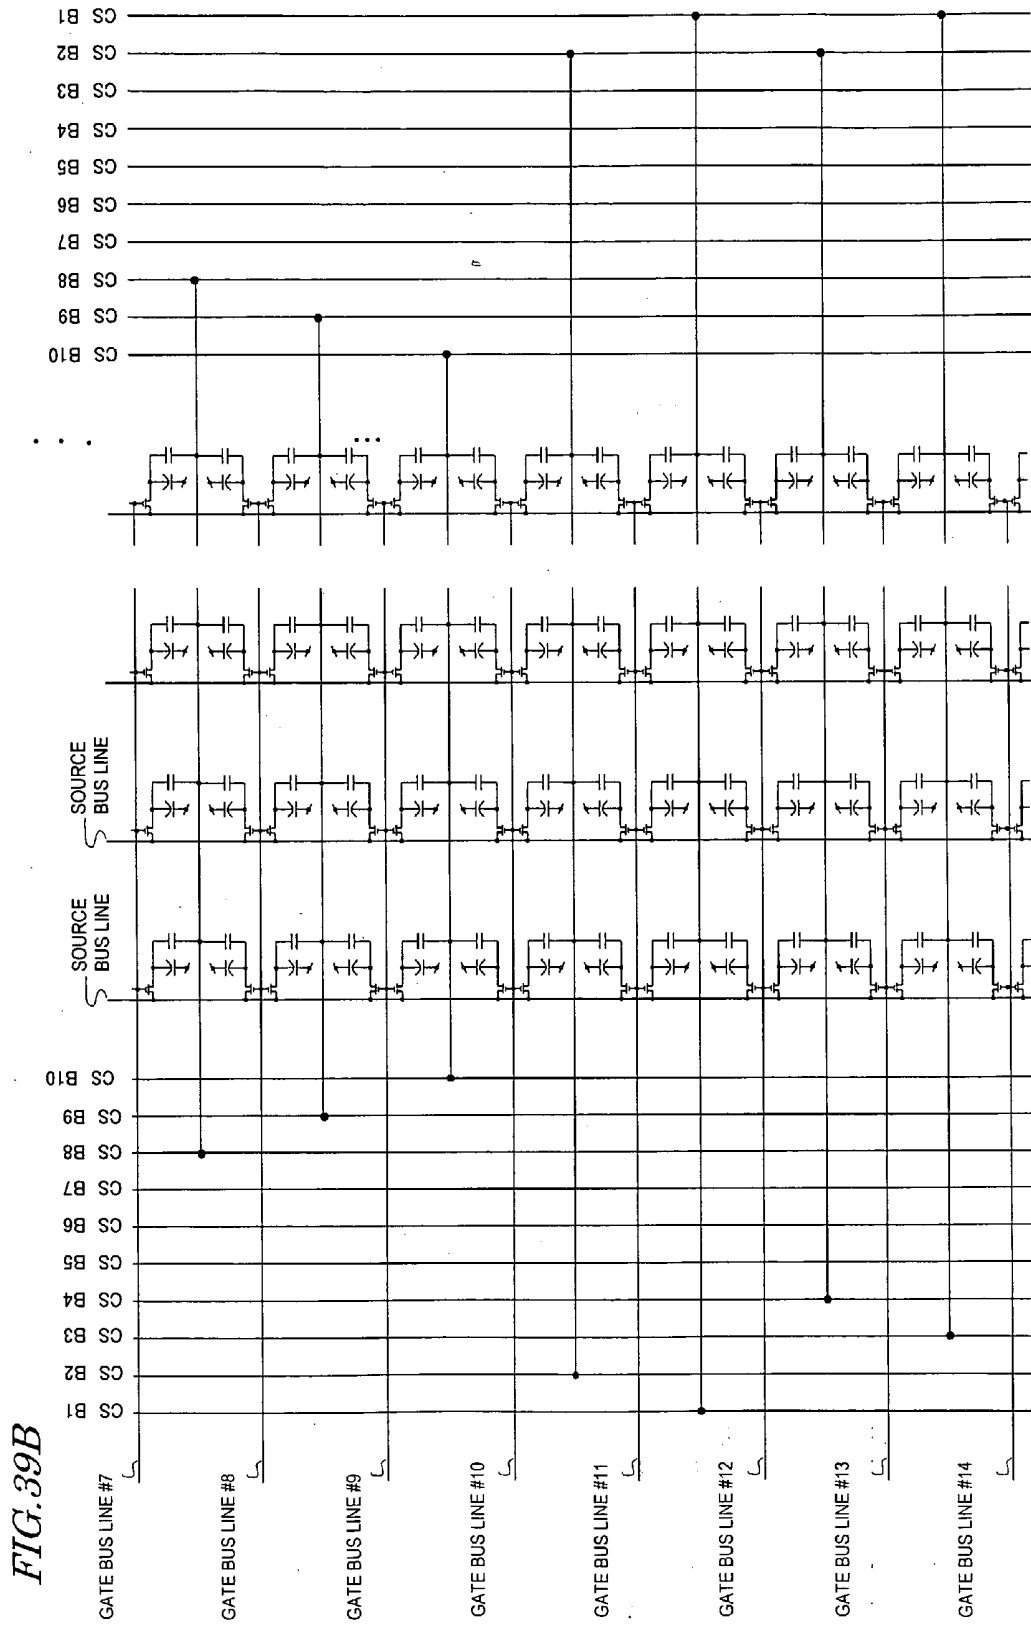 FIG.39B
GATE BUS LINE #7
GATE BUS LINE #8
GATE BUS LINE #9
GATE BUS LINE #10
GATE BUS LINE #11
GATE BUS LINE #12
GATE BUS LINE #13
GATE BUS LINE #14
CS B1
CS B2
CS B3
CS B4
CS B5
CS B6
CS B7
CS B8
CS B9
CS B10
SOURCE
BUS LINE
SOURCE
BUS LINE
...
...
CS B10
CS B9
CS B8
CS B7
CS B6
CS B5
CS B4
CS B3
CS B2
CS B1